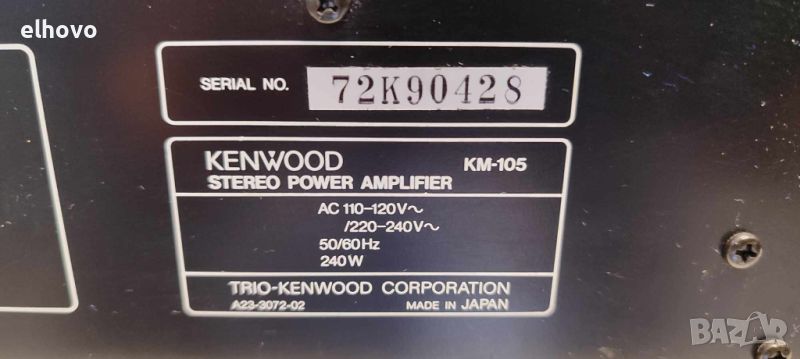 elhovo
SERIAL NO. 72K90428
KENWOOD KM-105
STEREO POWER AMPLIFIER
AC 110-120V~
/220-240V~
50/60Hz
240W
TRIO-KENWOOD CORPORATION
A23-3072-02 MADE IN JAPAN
BAZAR